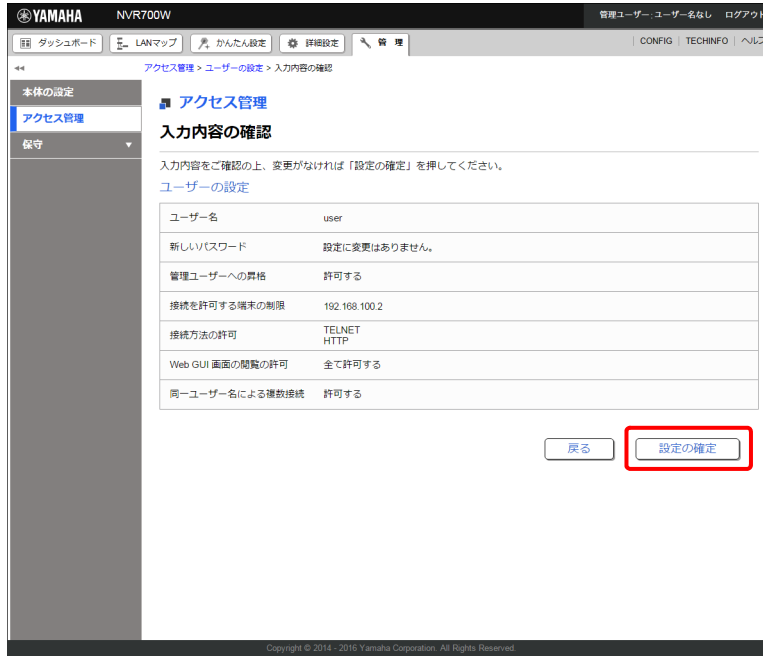 YAMAHA NVR700W 管理ユーザー:ユーザー名なし ログアウト
ダッシュボード LANマップ かんたん設定 詳細設定 管 理 CONFIG TECHINFO ヘルプ
アクセス管理 > ユーザーの設定 > 入力内容の確認
本体の設定
アクセス管理
保守
アクセス管理
入力内容の確認
入力内容をご確認の上、変更がなければ「設定の確定」を押してください。
ユーザーの設定
ユーザー名 user
新しいパスワード 設定に変更はありません。
管理ユーザーへの昇格 許可する
接続を許可する端末の制限 192.168.100.2
接続方法の許可 TELNET
HTTP
Web GUI 画面の閲覧の許可 全て許可する
同一ユーザー名による複数接続 許可する
戻る 設定の確定
Copyright © 2014 - 2016 Yamaha Corporation. All Rights Reserved.